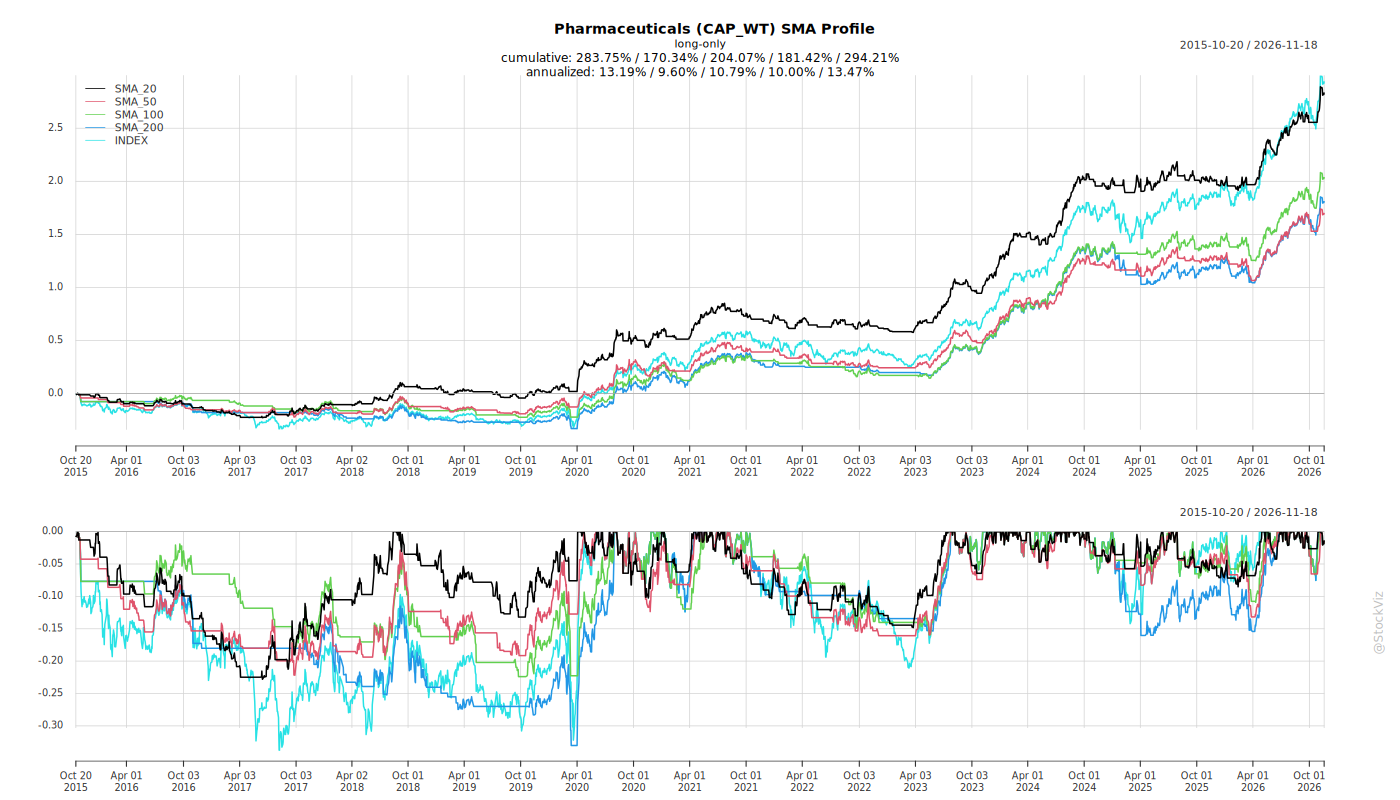 Pharmaceuticals (CAP_WT) SMA Profile
long-only
2015-10-20 / 2026-11-18
cumulative: 283.75% / 170.34% / 204.07% / 181.42% / 294.21%
annualized: 13.19% / 9.60% / 10.79% / 10.00% / 13.47%
SMA_20
SMA_50
SMA_100
SMA_200
INDEX
2.5
2.0
1.5
1.0
0.5
0.0
Oct 20 Apr 01 Oct 03 Apr 03 Oct 03 Apr 02 Oct 01 Apr 01 Oct 01 Apr 01 Oct 01 Apr 01 Oct 01 Apr 01 Oct 03 Apr 03 Oct 03 Apr 01 Oct 01 Apr 01 Oct 01 Apr 01 Oct 01
2015 2016 2016 2017 2017 2018 2018 2019 2019 2020 2020 2021 2021 2022 2022 2023 2023 2024 2024 2025 2025 2026 2026
2015-10-20 / 2026-11-18
0.00
-0.05
-0.10
-0.15
-0.20
-0.25
-0.30
Oct 20 Apr 01 Oct 03 Apr 03 Oct 03 Apr 02 Oct 01 Apr 01 Oct 01 Apr 01 Oct 01 Apr 01 Oct 01 Apr 01 Oct 03 Apr 03 Oct 03 Apr 01 Oct 01 Apr 01 Oct 01 Apr 01 Oct 01
2015 2016 2016 2017 2017 2018 2018 2019 2019 2020 2020 2021 2021 2022 2022 2023 2023 2024 2024 2025 2025 2026 2026
@StockViz